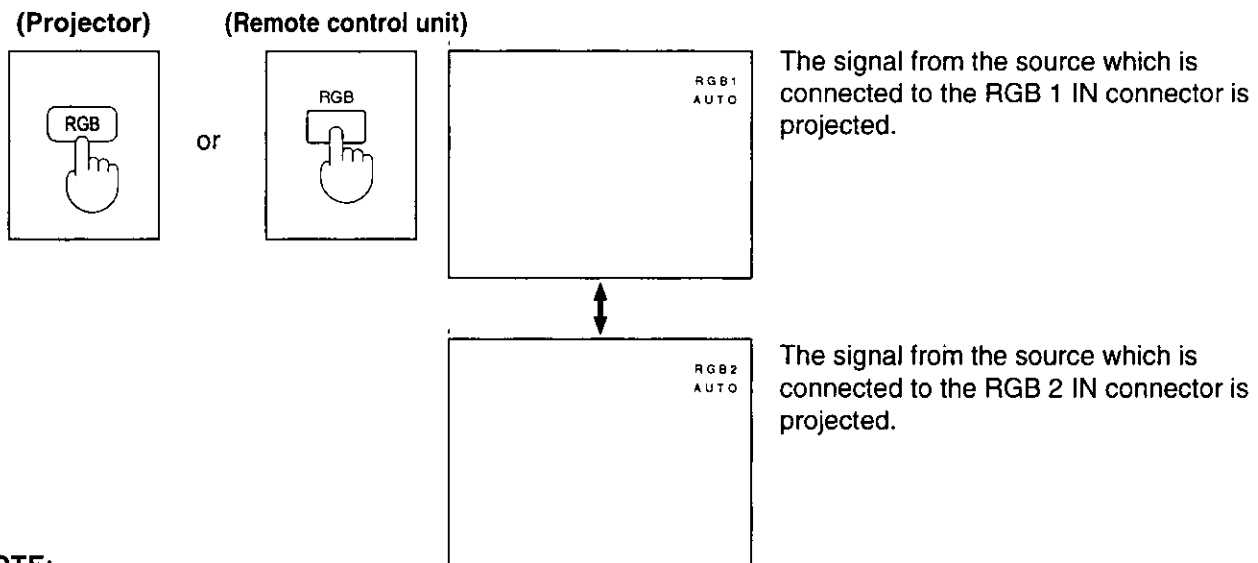 (Projector)
(Remote control unit)
RGB
or
RGB
RGB1
AUTO
The signal from the source which is
connected to the RGB 1 IN connector is
projected.
RGB2
AUTO
The signal from the source which is
connected to the RGB 2 IN connector is
projected.